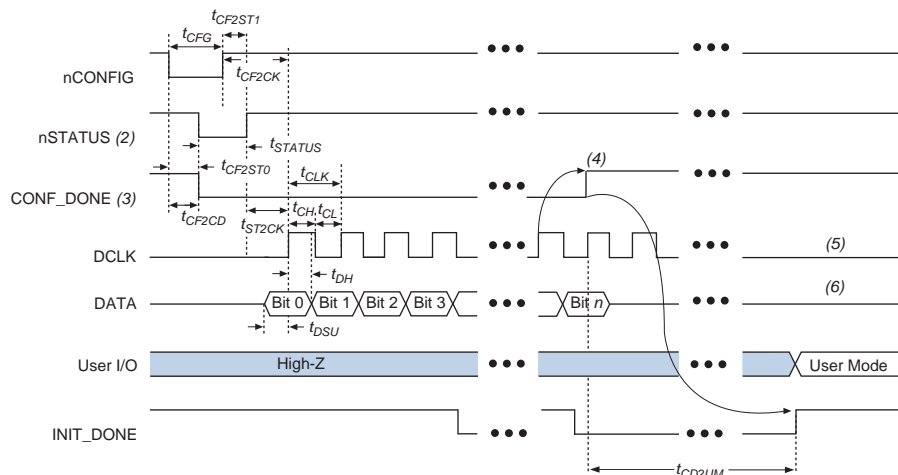 tCF2ST1
tCFG
nCONFIG
tCF2CK
nSTATUS (2)
tSTATUS
tCF2ST0
tCLK
(4)
CONF_DONE (3)
tCF2CD
tST2CK
tCH
tCL
DCLK
(5)
tDH
DATA
Bit 0
Bit 1
Bit 2
Bit 3
Bit n
(6)
tDSU
User I/O
High-Z
User Mode
INIT_DONE
tCD2UM